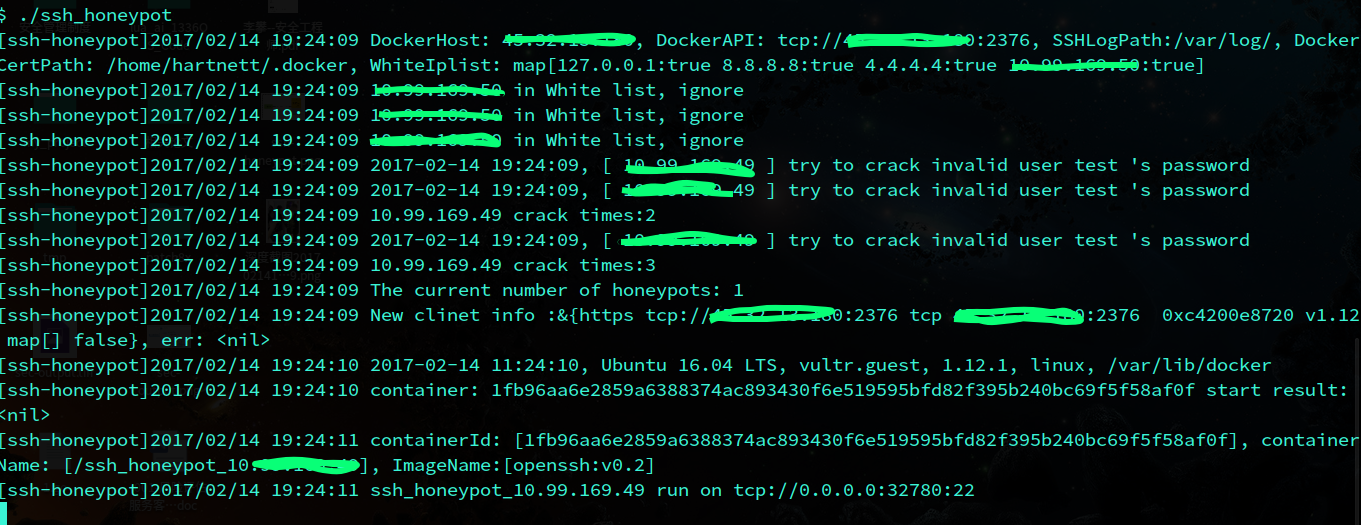 $ ./ssh_honeypot
[ssh-honeypot]2017/02/14 19:24:09 DockerHost: , DockerAPI: tcp:// :2376, SSHLogPath:/var/log/, Docker
CertPath: /home/hartnett/.docker, WhiteIplist: map[127.0.0.1:true 8.8.8.8:true 4.4.4.4:true :true]
[ssh-honeypot]2017/02/14 19:24:09 in White list, ignore
[ssh-honeypot]2017/02/14 19:24:09 in White list, ignore
[ssh-honeypot]2017/02/14 19:24:09 in White list, ignore
[ssh-honeypot]2017/02/14 19:24:09 2017-02-14 19:24:09, [ ] try to crack invalid user test 's password
[ssh-honeypot]2017/02/14 19:24:09 2017-02-14 19:24:09, [ ] try to crack invalid user test 's password
[ssh-honeypot]2017/02/14 19:24:09 10.99.169.49 crack times:2
[ssh-honeypot]2017/02/14 19:24:09 2017-02-14 19:24:09, [ ] try to crack invalid user test 's password
[ssh-honeypot]2017/02/14 19:24:09 10.99.169.49 crack times:3
[ssh-honeypot]2017/02/14 19:24:09 The current number of honeypots: 1
[ssh-honeypot]2017/02/14 19:24:09 New clinet info :&{https tcp:// :2376 tcp :2376  0xc4200e8720 v1.12
map[] false}, err: <nil>
[ssh-honeypot]2017/02/14 19:24:10 2017-02-14 11:24:10, Ubuntu 16.04 LTS, vultr.guest, 1.12.1, linux, /var/lib/docker
[ssh-honeypot]2017/02/14 19:24:10 container: 1fb96aa6e2859a6388374ac893430f6e519595bfd82f395b240bc69f5f58af0f start result:
<nil>
[ssh-honeypot]2017/02/14 19:24:11 containerId: [1fb96aa6e2859a6388374ac893430f6e519595bfd82f395b240bc69f5f58af0f], container
Name: [/ssh_honeypot_10. ], ImageName:[openssh:v0.2]
[ssh-honeypot]2017/02/14 19:24:11 ssh_honeypot_10.99.169.49 run on tcp://0.0.0.0:32780:22